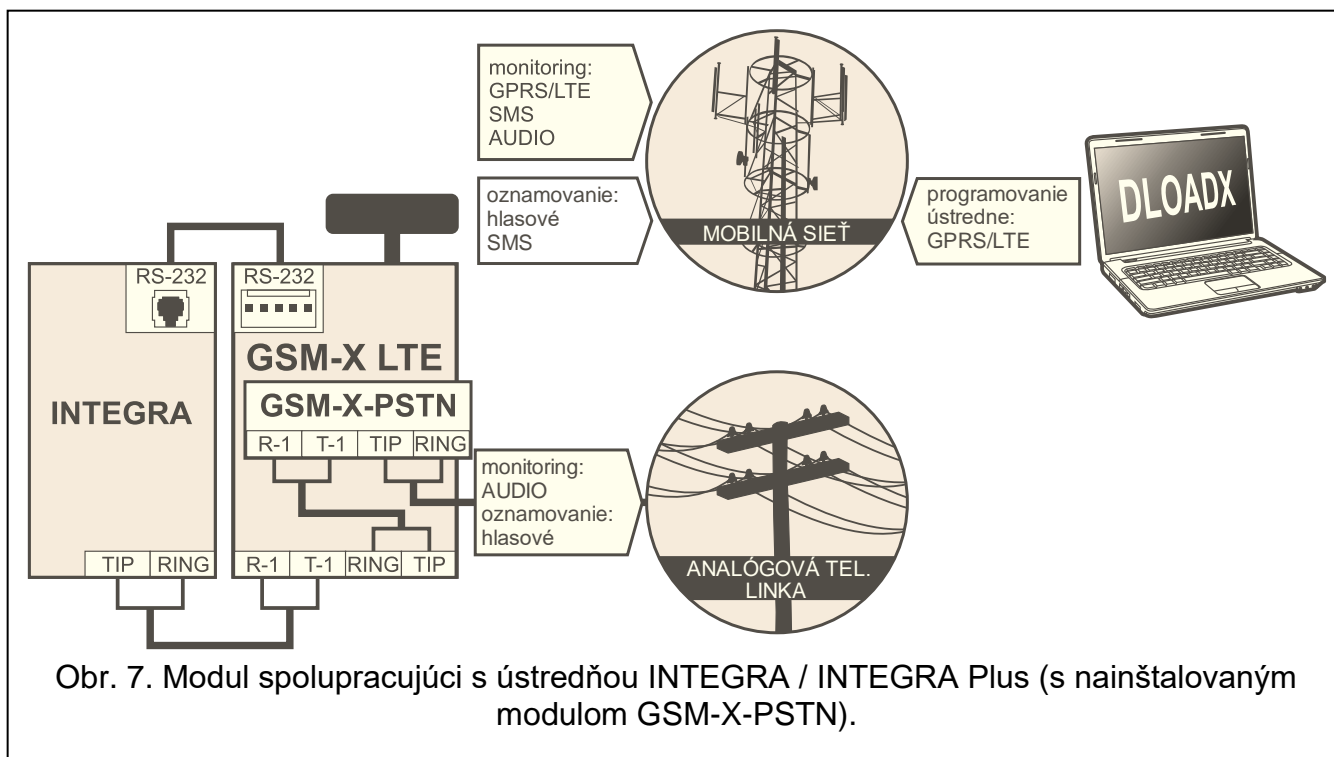 monitoring:
GPRS/LTE
SMS
AUDIO
oznamovanie:
hlasové
SMS
MOBILNÁ SIEŤ
programovanie
ústredne:
GPRS/LTE
DLOADX
RS-232
RS-232
INTEGRA
GSM-X LTE
GSM-X-PSTN
R-1 T-1 TIP RING
monitoring:
AUDIO
oznamovanie:
hlasové
ANALÓGOVÁ TEL.
LINKA
TIP RING
R-1 T-1 RING TIP
Obr. 7. Modul spolupracujúci s ústredňou INTEGRA / INTEGRA Plus (s nainštalovaným
modulom GSM-X-PSTN).